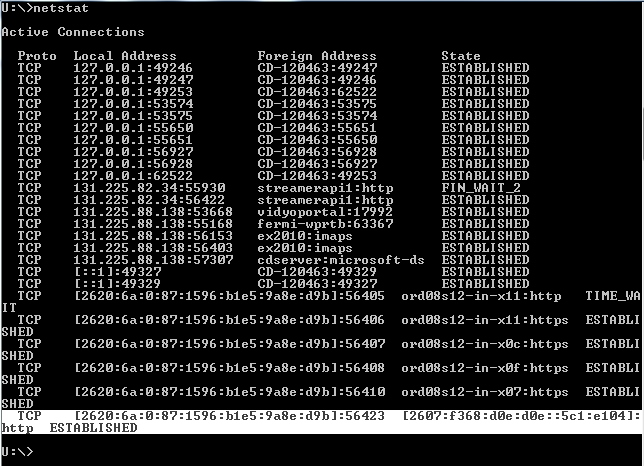 U:\>netstat
Active Connections
Proto  Local Address          Foreign Address        State
TCP    127.0.0.1:49246        CD-120463:49247        ESTABLISHED
TCP    127.0.0.1:49247        CD-120463:49246        ESTABLISHED
TCP    127.0.0.1:49253        CD-120463:62522        ESTABLISHED
TCP    127.0.0.1:53574        CD-120463:53575        ESTABLISHED
TCP    127.0.0.1:53575        CD-120463:53574        ESTABLISHED
TCP    127.0.0.1:55650        CD-120463:55651        ESTABLISHED
TCP    127.0.0.1:55651        CD-120463:55650        ESTABLISHED
TCP    127.0.0.1:56927        CD-120463:56928        ESTABLISHED
TCP    127.0.0.1:56928        CD-120463:56927        ESTABLISHED
TCP    127.0.0.1:62522        CD-120463:49253        ESTABLISHED
TCP    131.225.82.34:55930    streamerapi1:http      FIN_WAIT_2
TCP    131.225.82.34:56422    streamerapi1:http      ESTABLISHED
TCP    131.225.88.138:53668   vidyoportal:17992      ESTABLISHED
TCP    131.225.88.138:55168   fermi-wprtb:63367      ESTABLISHED
TCP    131.225.88.138:56153   ex2010:imaps           ESTABLISHED
TCP    131.225.88.138:56403   ex2010:imaps           ESTABLISHED
TCP    131.225.88.138:57307   cdserver:microsoft-ds  ESTABLISHED
TCP    [::1]:49327            CD-120463:49329        ESTABLISHED
TCP    [::1]:49329            CD-120463:49327        ESTABLISHED
TCP    [2620:6a:0:87:1596:b1e5:9a8e:d9b]:56405  ord08s12-in-x11:http   TIME_WA
IT
TCP    [2620:6a:0:87:1596:b1e5:9a8e:d9b]:56406  ord08s12-in-x11:https  ESTABLI
SHED
TCP    [2620:6a:0:87:1596:b1e5:9a8e:d9b]:56407  ord08s12-in-x0c:https  ESTABLI
SHED
TCP    [2620:6a:0:87:1596:b1e5:9a8e:d9b]:56408  ord08s12-in-x0f:https  ESTABLI
SHED
TCP    [2620:6a:0:87:1596:b1e5:9a8e:d9b]:56410  ord08s12-in-x07:https  ESTABLI
SHED
TCP    [2620:6a:0:87:1596:b1e5:9a8e:d9b]:56423  [2607:f368:d0e:d0e::5c1:e104]:
http  ESTABLISHED
U:\>